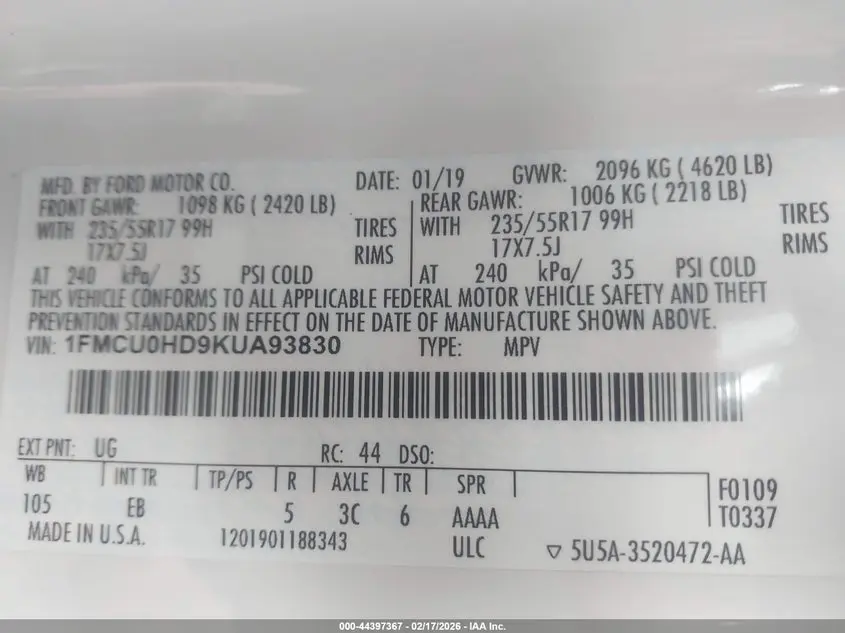 MFD. BY FORD MOTOR CO. DATE: 01/19 GVWR: 2096 KG ( 4620 LB)
FRONT GAWR: 1098 KG ( 2420 LB) REAR GAWR: 1006 KG ( 2218 LB)
WITH 235/55R17 99H TIRES WITH 235/55R17 99H TIRES
17X7.5J RIMS 17X7.5J RIMS
AT 240 kPa/ 35 PSI COLD AT 240 kPa/ 35 PSI COLD
THIS VEHICLE CONFORMS TO ALL APPLICABLE FEDERAL MOTOR VEHICLE SAFETY AND THEFT
PREVENTION STANDARDS IN EFFECT ON THE DATE OF MANUFACTURE SHOWN ABOVE.
VIN: 1FMCU0HD9KUA93830 TYPE: MPV
EXT PNT: UG RC: 44 DSO:
WB INT TR TP/PS R AXLE TR SPR F0109
105 EB 5 3C 6 AAAA T0337
MADE IN U.S.A. 1201901188343 ULC ▽ 5U5A-3520472-AA
000-44397367 - 02/17/2026 - IAA Inc.